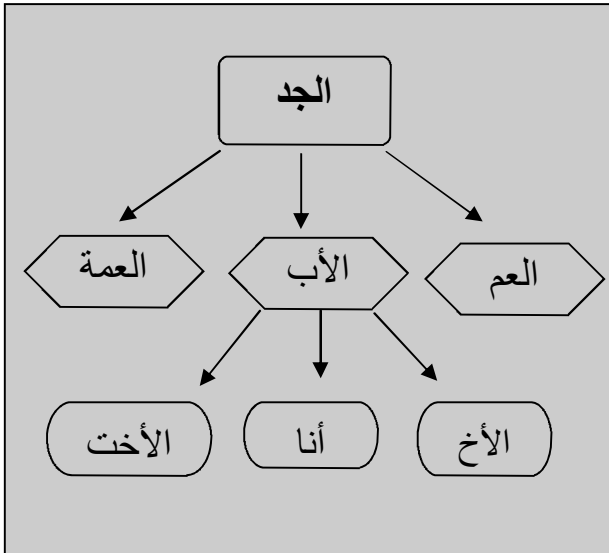 الجد
العم
الأب
العمة
الأخ
أنا
الأخت